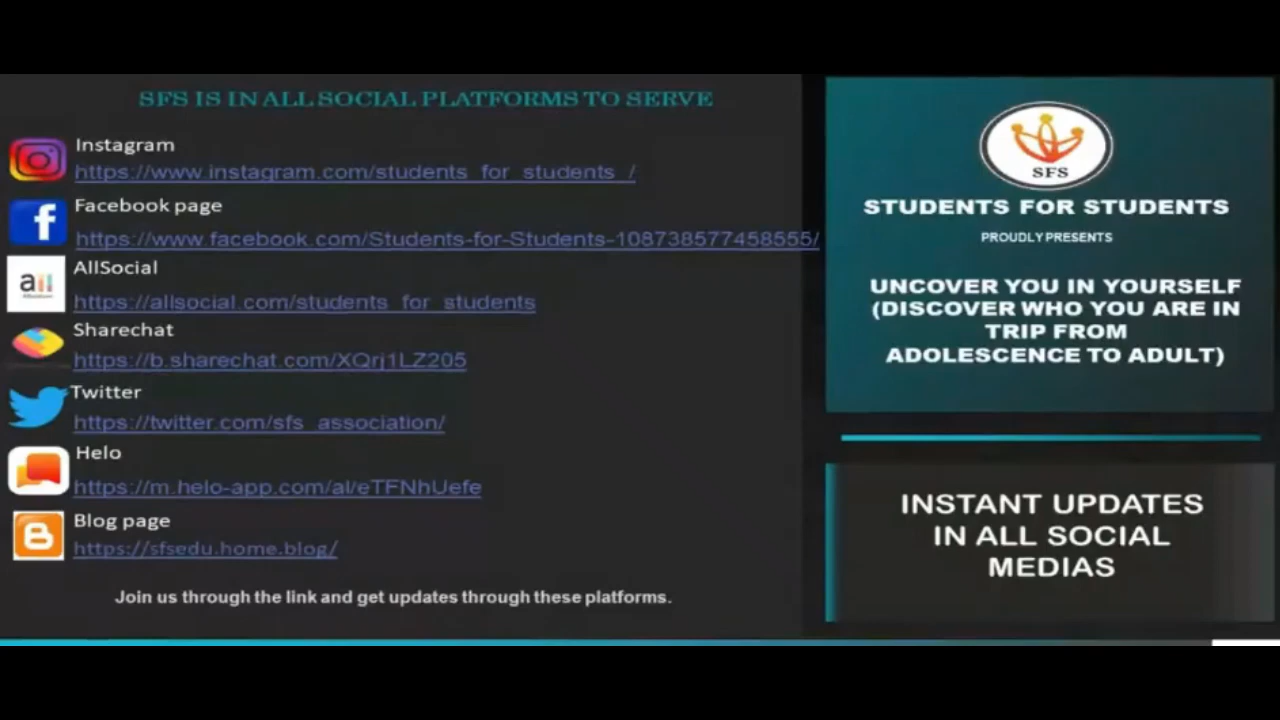 SFS IS IN ALL SOCIAL PLATFORMS TO SERVE
Instagram
https://www.instagram.com/students_for_students_/
Facebook page
https://www.facebook.com/Students-for-Students-108738577458555/
all
AllSocial
https://allsocial.com/students_for_students
Sharechat
https://b.sharechat.com/XQrj1LZ205
Twitter
https://twitter.com/sfs_association/
Helo
https://m.helo-app.com/al/eTFNhUefe
Blog page
https://sfsedu.home.blog/
Join us through the link and get updates through these platforms.
SFS
STUDENTS FOR STUDENTS
PROUDLY PRESENTS
UNCOVER YOU IN YOURSELF
(DISCOVER WHO YOU ARE IN
TRIP FROM
ADOLESCENCE TO ADULT)
INSTANT UPDATES
IN ALL SOCIAL
MEDIAS